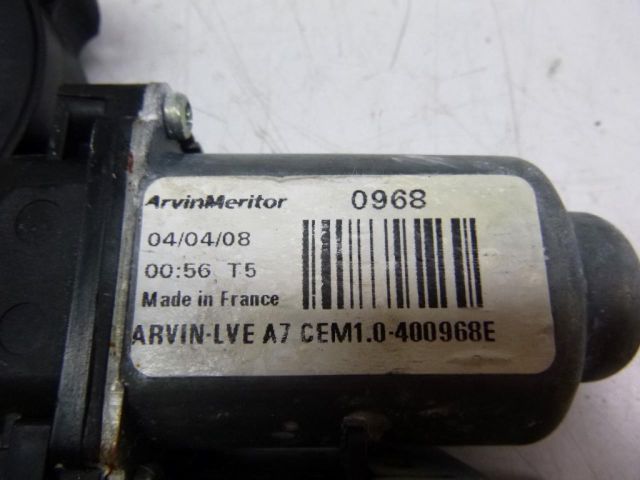 ArvinMeritor 0968
04/04/08
00:56 T5
Made in France
ARVIN-LVE A7 CEM1.0-400968E